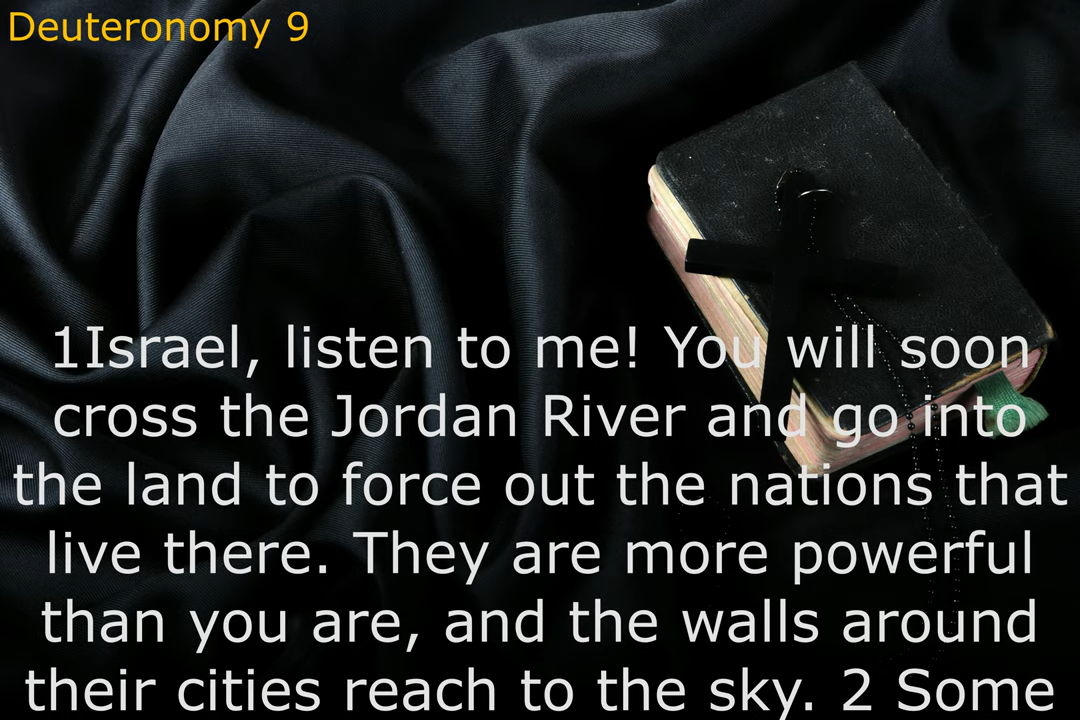 Deuteronomy 9
1Israel, listen to me! You will soon
cross the Jordan River and go into
the land to force out the nations that
live there. They are more powerful
than you are, and the walls around
their cities reach to the sky. 2 Some